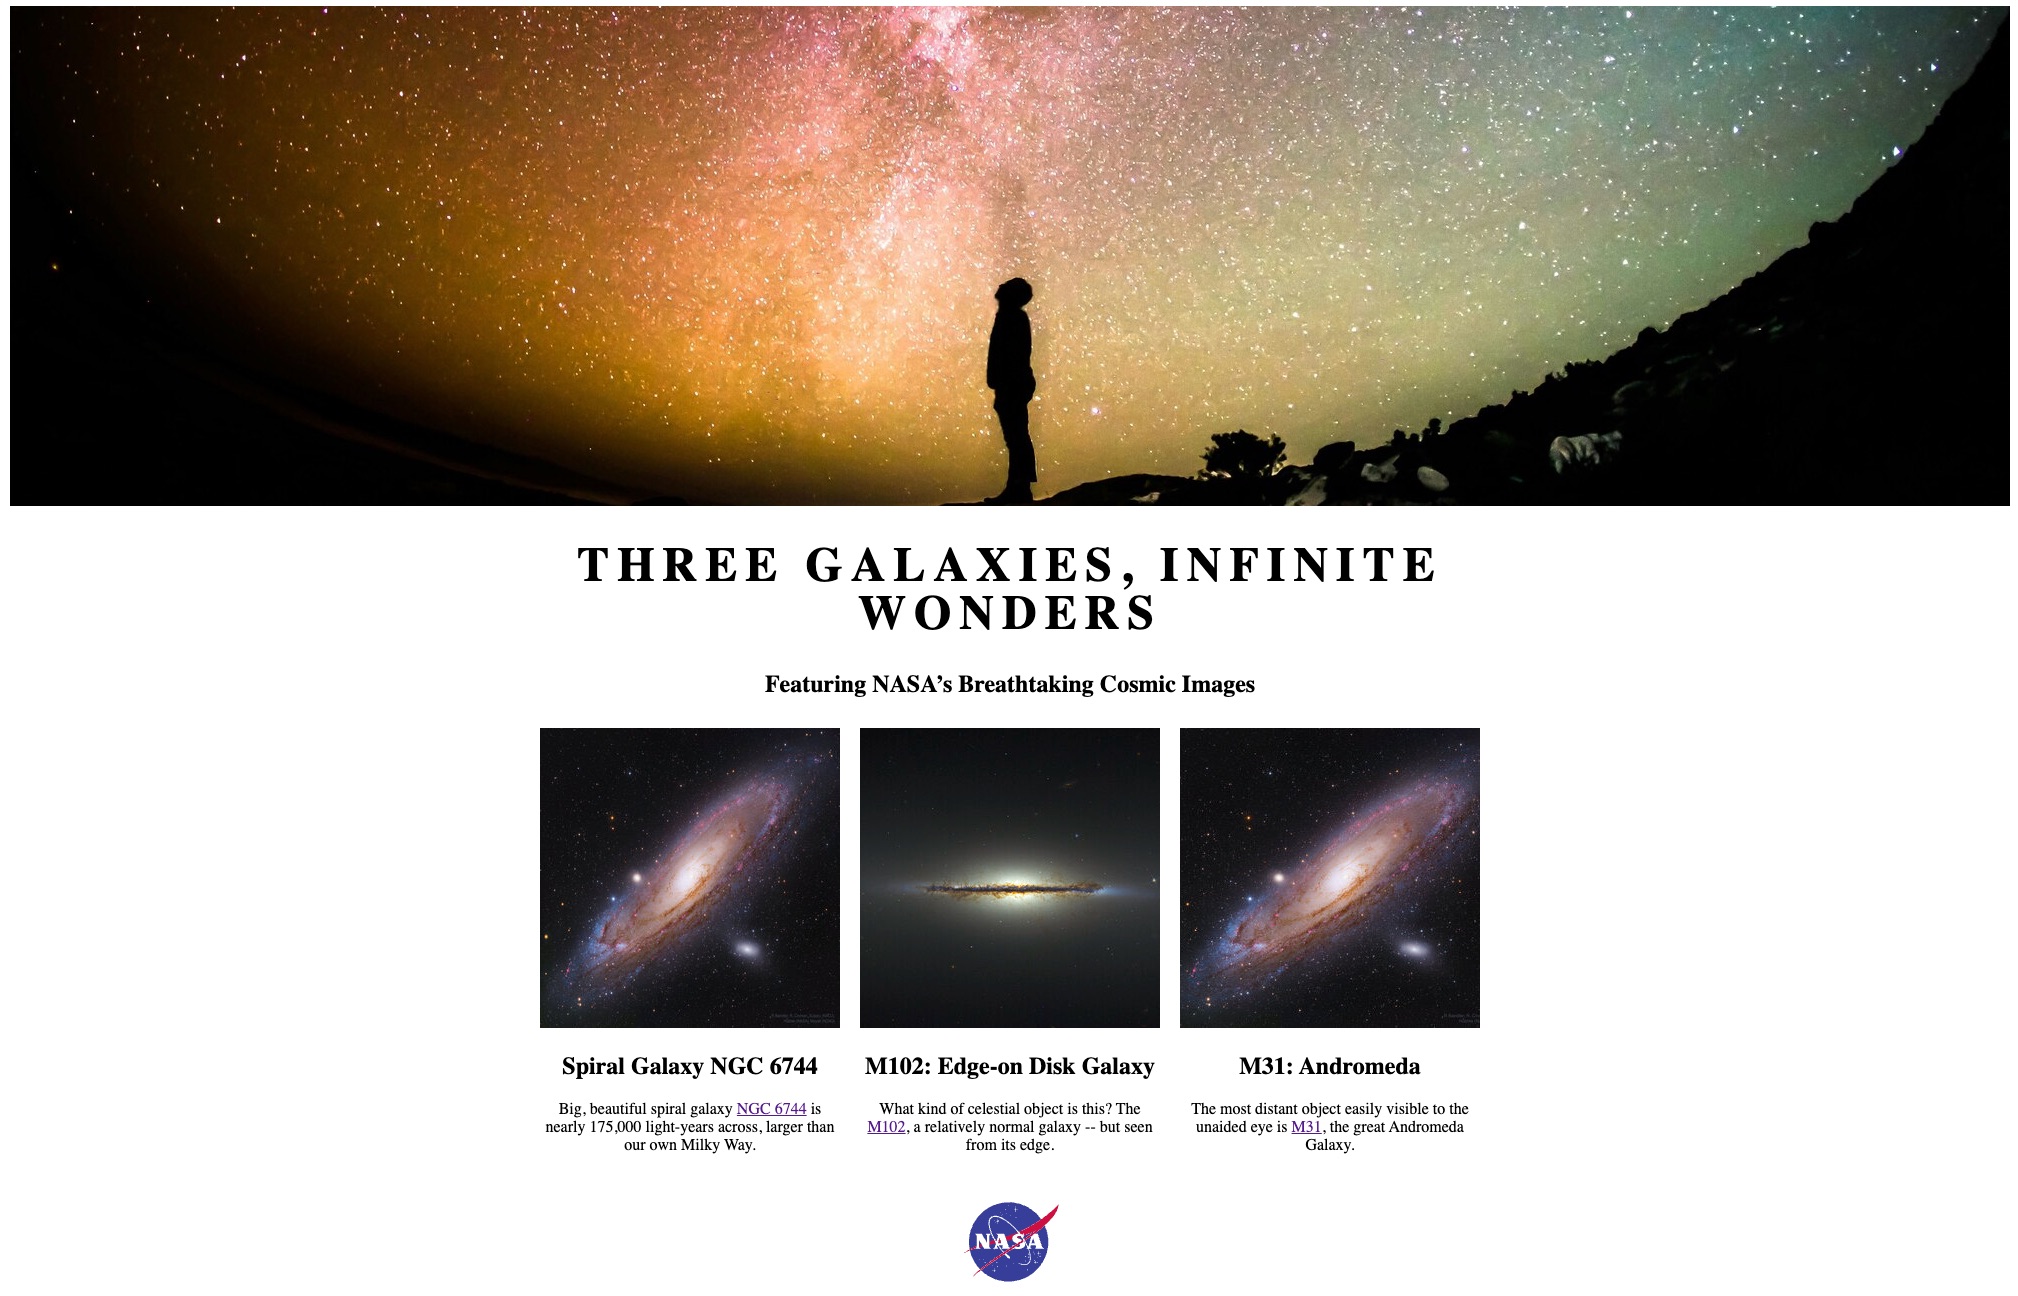 THREE GALAXIES, INFINITE
WONDERS
Featuring NASA’s Breathtaking Cosmic Images
Spiral Galaxy NGC 6744
Big, beautiful spiral galaxy NGC 6744 is
nearly 175,000 light-years across, larger than
our own Milky Way.
M102: Edge-on Disk Galaxy
What kind of celestial object is this? The
M102, a relatively normal galaxy -- but seen
from its edge.
M31: Andromeda
The most distant object easily visible to the
unaided eye is M31, the great Andromeda
Galaxy.
NASA